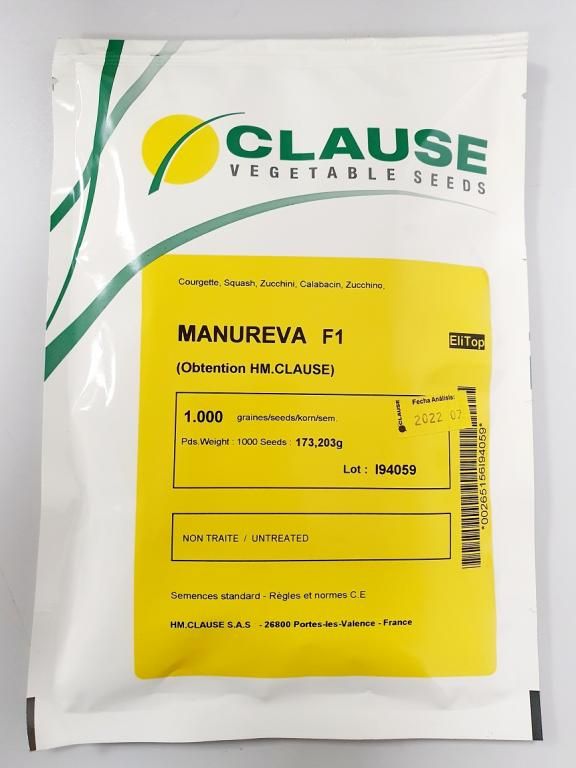 CLAUSE
VEGETABLE SEEDS
Courgette, Squash, Zucchini, Calabacin, Zucchino,
MANUREVA F1
EliTop
(Obtention HM.CLAUSE)
1.000 graines/seeds/korn/sem.
CLAUSE
Fecha Análisis:
2022 07
Pds.Weight : 1000 Seeds : 173,203g
Lot : I94059
*00265156I94059*
NON TRAITE / UNTREATED
Semences standard - Règles et normes C.E
HM.CLAUSE S.A.S - 26800 Portes-les-Valence - France